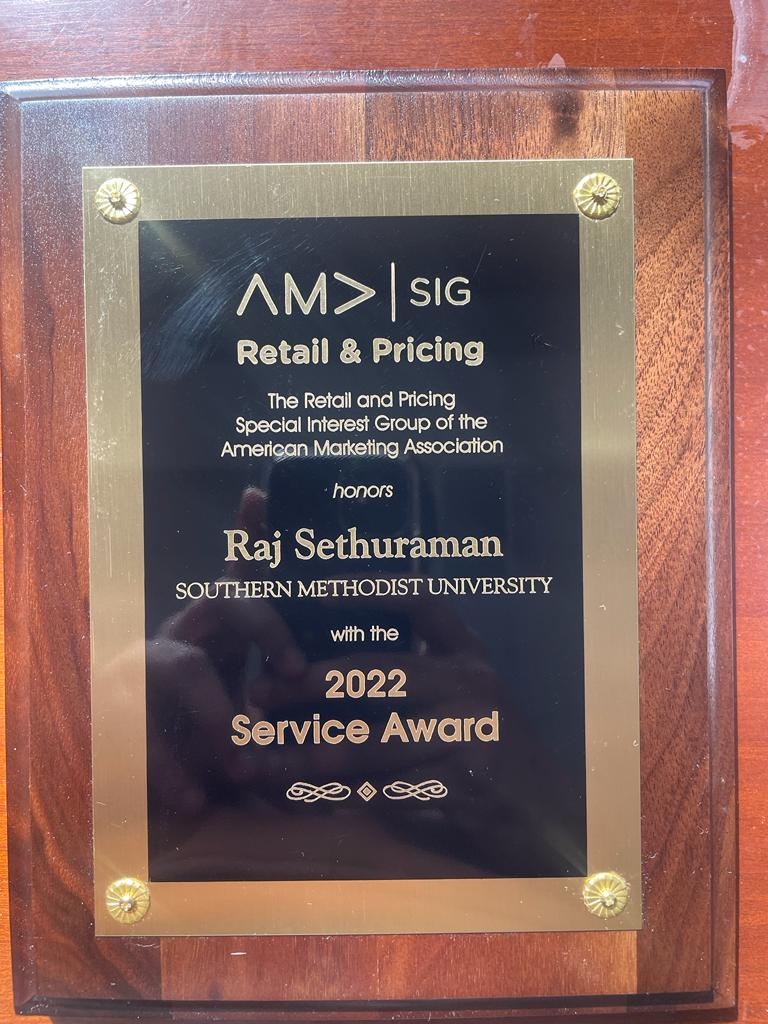 AMA | SIG
Retail & Pricing
The Retail and Pricing
Special Interest Group of the
American Marketing Association
honors
Raj Sethuraman
SOUTHERN METHODIST UNIVERSITY
with the
2022
Service Award